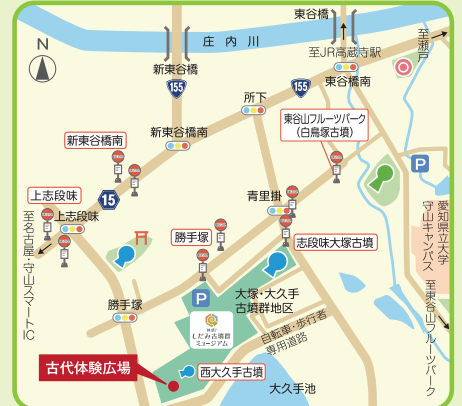 東谷橋
至瀬戸
N
庄内川
至JR高蔵寺駅
新東谷橋
155
155
東谷橋南
所下
東谷山フルーツパーク
(白鳥塚古墳)
新東谷橋南
新東谷橋南
P
上志段味
15
上志段味
青里掛
志段味大塚古墳
勝手塚
至名古屋・守山スマートIC
愛知県立大学
守山キャンパス
至東谷山フルーツパーク
P
大塚・大久手
古墳群地区
勝手塚
体感!
しだみ古墳群
ミュージアム
自転車・歩行者
専用道路
古代体験広場
西大久手古墳
大久手池